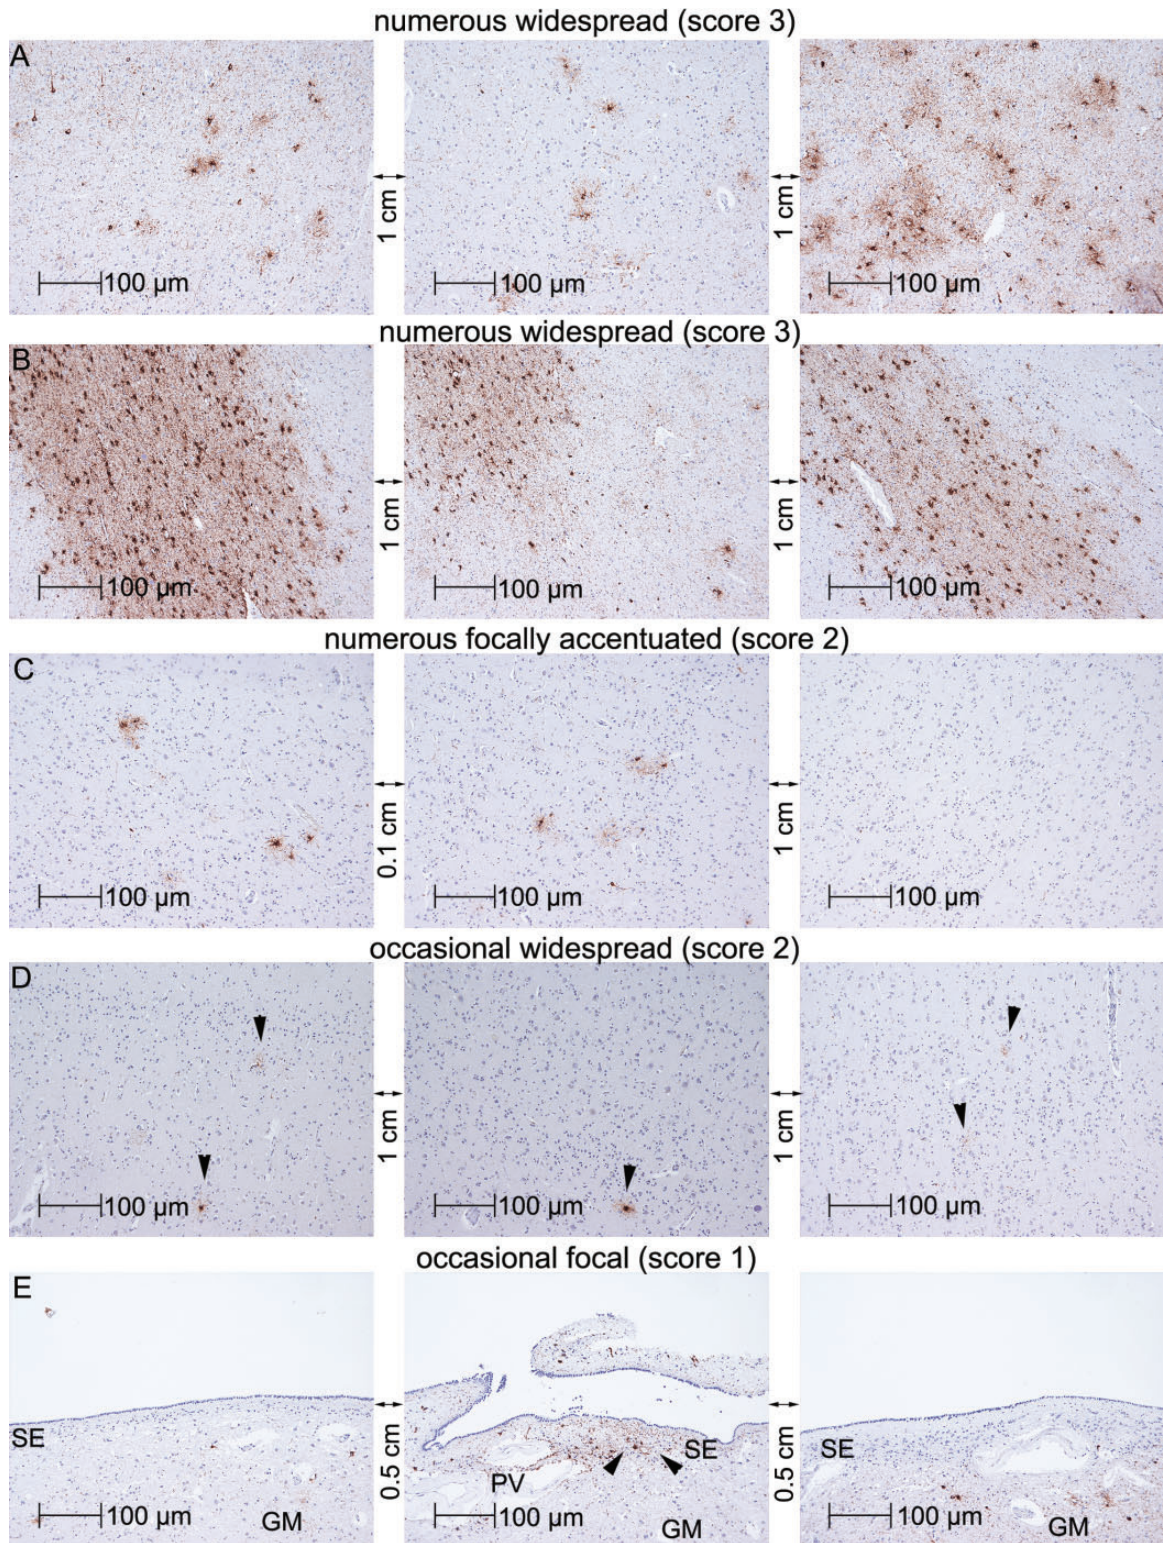 numerous widespread (score 3)
A
1 cm
1 cm
100 µm
100 µm
100 µm
numerous widespread (score 3)
B
1 cm
1 cm
100 µm
100 µm
100 µm
numerous focally accentuated (score 2)
C
0.1 cm
1 cm
100 µm
100 µm
100 µm
occasional widespread (score 2)
D
1 cm
1 cm
100 µm
100 µm
100 µm
occasional focal (score 1)
E
0.5 cm
0.5 cm
SE
SE
SE
PV
100 µm
100 µm
100 µm
GM
GM
GM